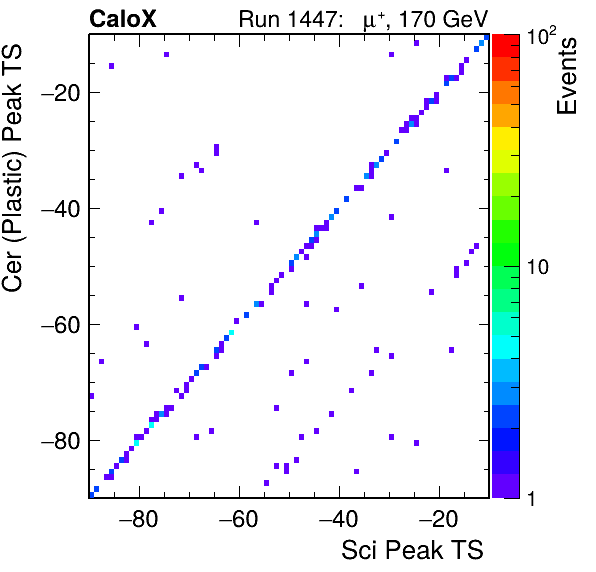 CaloX Run 1447: μ⁺, 170 GeV
Cer (Plastic) Peak TS
−20
−40
−60
−80
−80 −60 −40 −20
Sci Peak TS
10²
10
1
Events